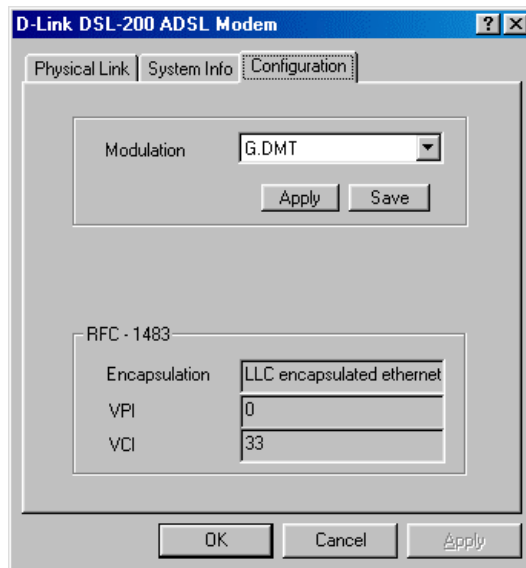 D-Link DSL-200 ADSL Modem
Physical Link System Info Configuration
Modulation G.DMT
Apply Save
RFC - 1483
Encapsulation LLC encapsulated ethernet
VPI 0
VCI 33
OK Cancel Apply